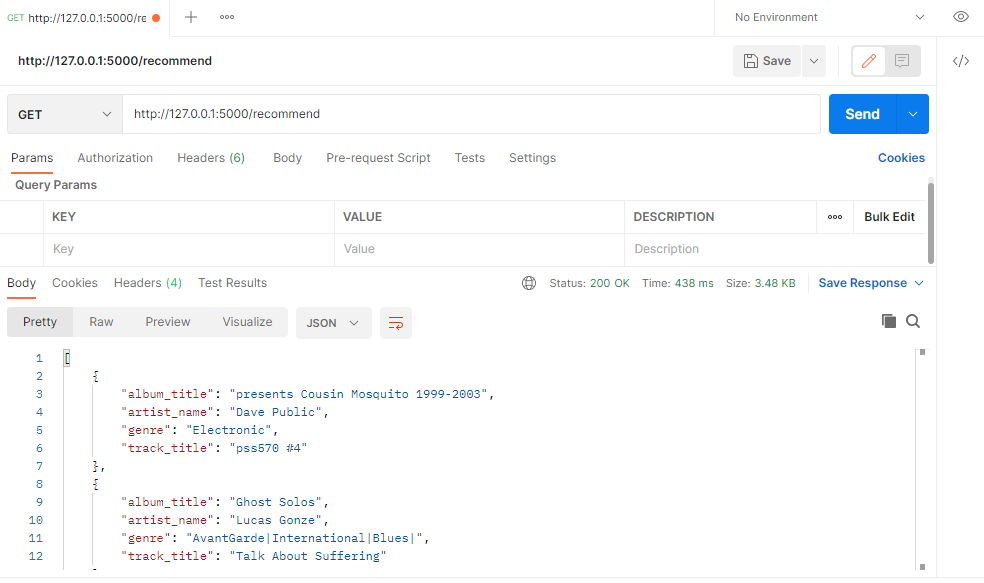 GET http://127.0.0.1:5000/re
No Environment
http://127.0.0.1:5000/recommend
Save
GET http://127.0.0.1:5000/recommend Send
Params Authorization Headers (6) Body Pre-request Script Tests Settings Cookies
Query Params
KEY VALUE DESCRIPTION Bulk Edit
Key Value Description
Body Cookies Headers (4) Test Results Status: 200 OK Time: 438 ms Size: 3.48 KB Save Response
Pretty Raw Preview Visualize JSON
1 [
2 {
3 "album_title": "presents Cousin Mosquito 1999-2003",
4 "artist_name": "Dave Public",
5 "genre": "Electronic",
6 "track_title": "pss570 #4"
7 },
8 {
9 "album_title": "Ghost Solos",
10 "artist_name": "Lucas Gonze",
11 "genre": "AvantGarde|International|Blues|",
12 "track_title": "Talk About Suffering"